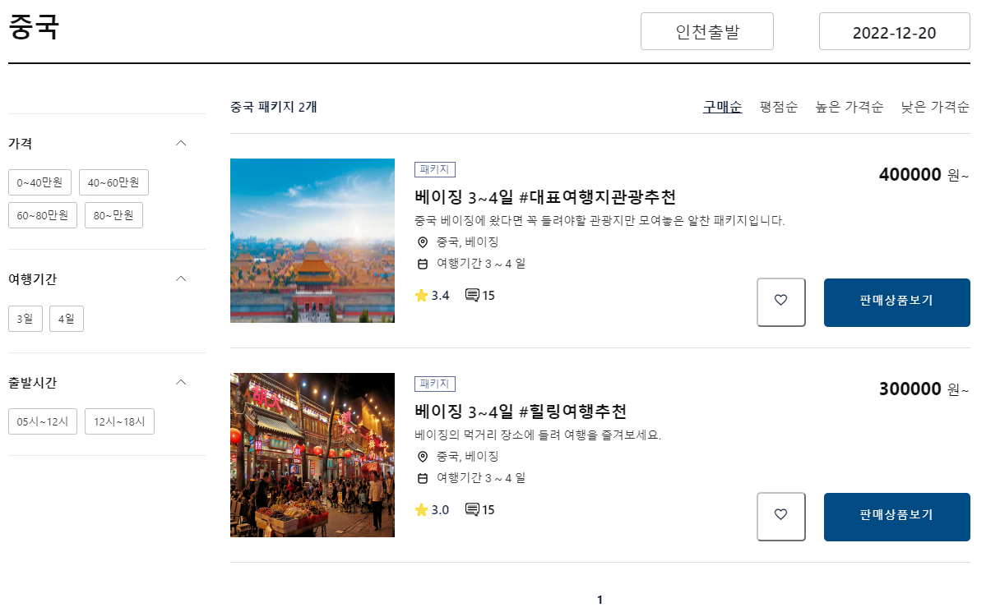 중국
인천출발
2022-12-20
중국 패키지 2개
구매순 평점순 높은 가격순 낮은 가격순
가격
0~40만원 40~60만원
60~80만원 80~만원
여행기간
3일 4일
출발시간
05시~12시 12시~18시
패키지
400000 원~
베이징 3~4일 #대표여행지관광추천
중국 베이징에 왔다면 꼭 들려야할 관광지만 모여놓은 알찬 패키지입니다.
중국, 베이징
여행기간 3 ~ 4 일
3.4 15
판매상품보기
패키지
300000 원~
베이징 3~4일 #힐링여행추천
베이징의 먹거리 장소에 들려 여행을 즐겨보세요.
중국, 베이징
여행기간 3 ~ 4 일
3.0 15
판매상품보기
1